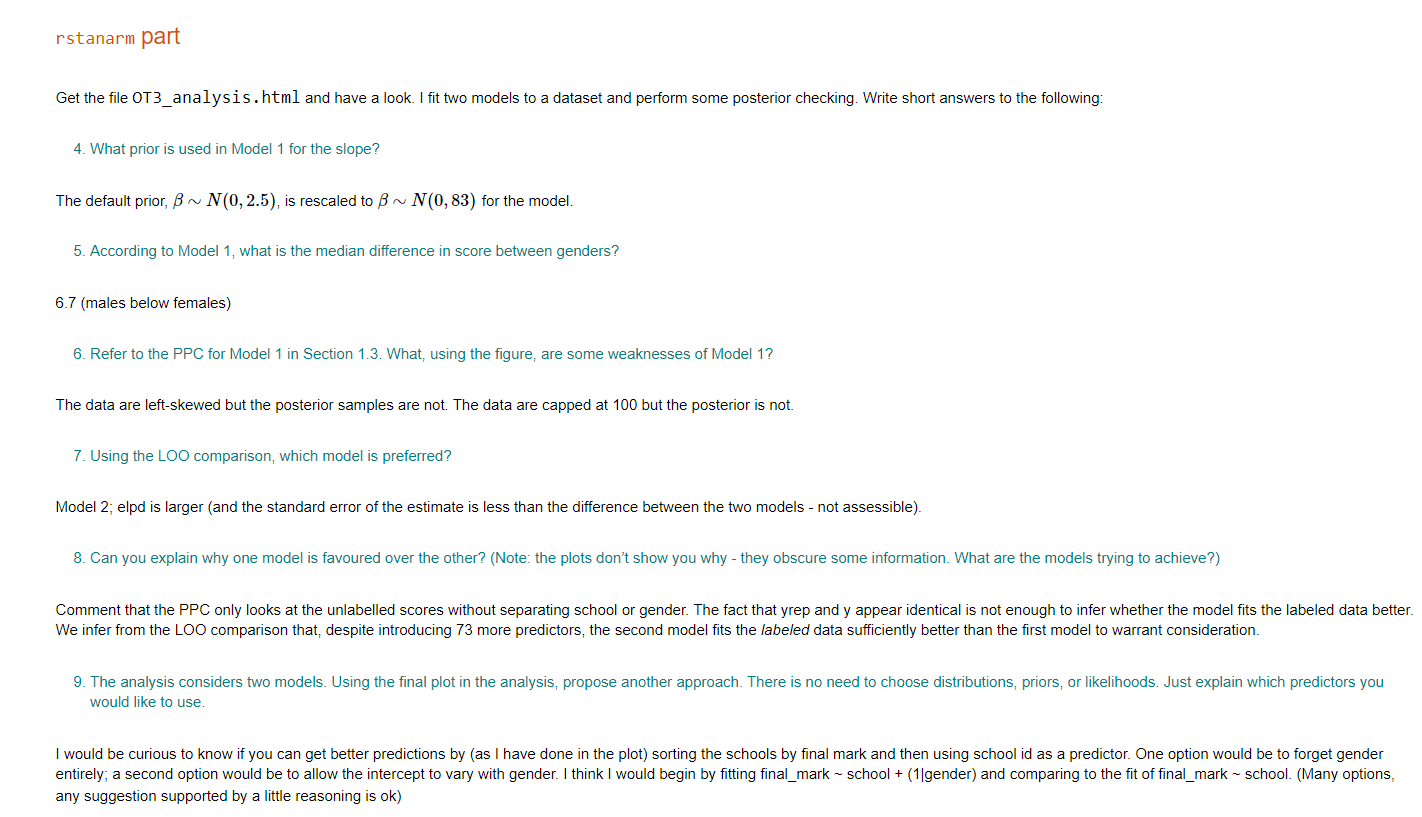 rstanarm part
Get the file OT3_analysis.html and have a look. I fit two models to a dataset and perform some posterior checking. Write short answers to the following:
4. What prior is used in Model 1 for the slope?
The default prior, β ~ N(0, 2.5), is rescaled to β ~ N(0, 83) for the model.
5. According to Model 1, what is the median difference in score between genders?
6.7 (males below females)
6. Refer to the PPC for Model 1 in Section 1.3. What, using the figure, are some weaknesses of Model 1?
The data are left-skewed but the posterior samples are not. The data are capped at 100 but the posterior is not.
7. Using the LOO comparison, which model is preferred?
Model 2; elpd is larger (and the standard error of the estimate is less than the difference between the two models - not assessible).
8. Can you explain why one model is favoured over the other? (Note: the plots don't show you why - they obscure some information. What are the models trying to achieve?)
Comment that the PPC only looks at the unlabelled scores without separating school or gender. The fact that yrep and y appear identical is not enough to infer whether the model fits the labeled data better.
We infer from the LOO comparison that, despite introducing 73 more predictors, the second model fits the labeled data sufficiently better than the first model to warrant consideration.
9. The analysis considers two models. Using the final plot in the analysis, propose another approach. There is no need to choose distributions, priors, or likelihoods. Just explain which predictors you
would like to use.
I would be curious to know if you can get better predictions by (as I have done in the plot) sorting the schools by final mark and then using school id as a predictor. One option would be to forget gender
entirely; a second option would be to allow the intercept to vary with gender. I think I would begin by fitting final_mark ~ school + (1|gender) and comparing to the fit of final_mark ~ school. (Many options,
any suggestion supported by a little reasoning is ok)